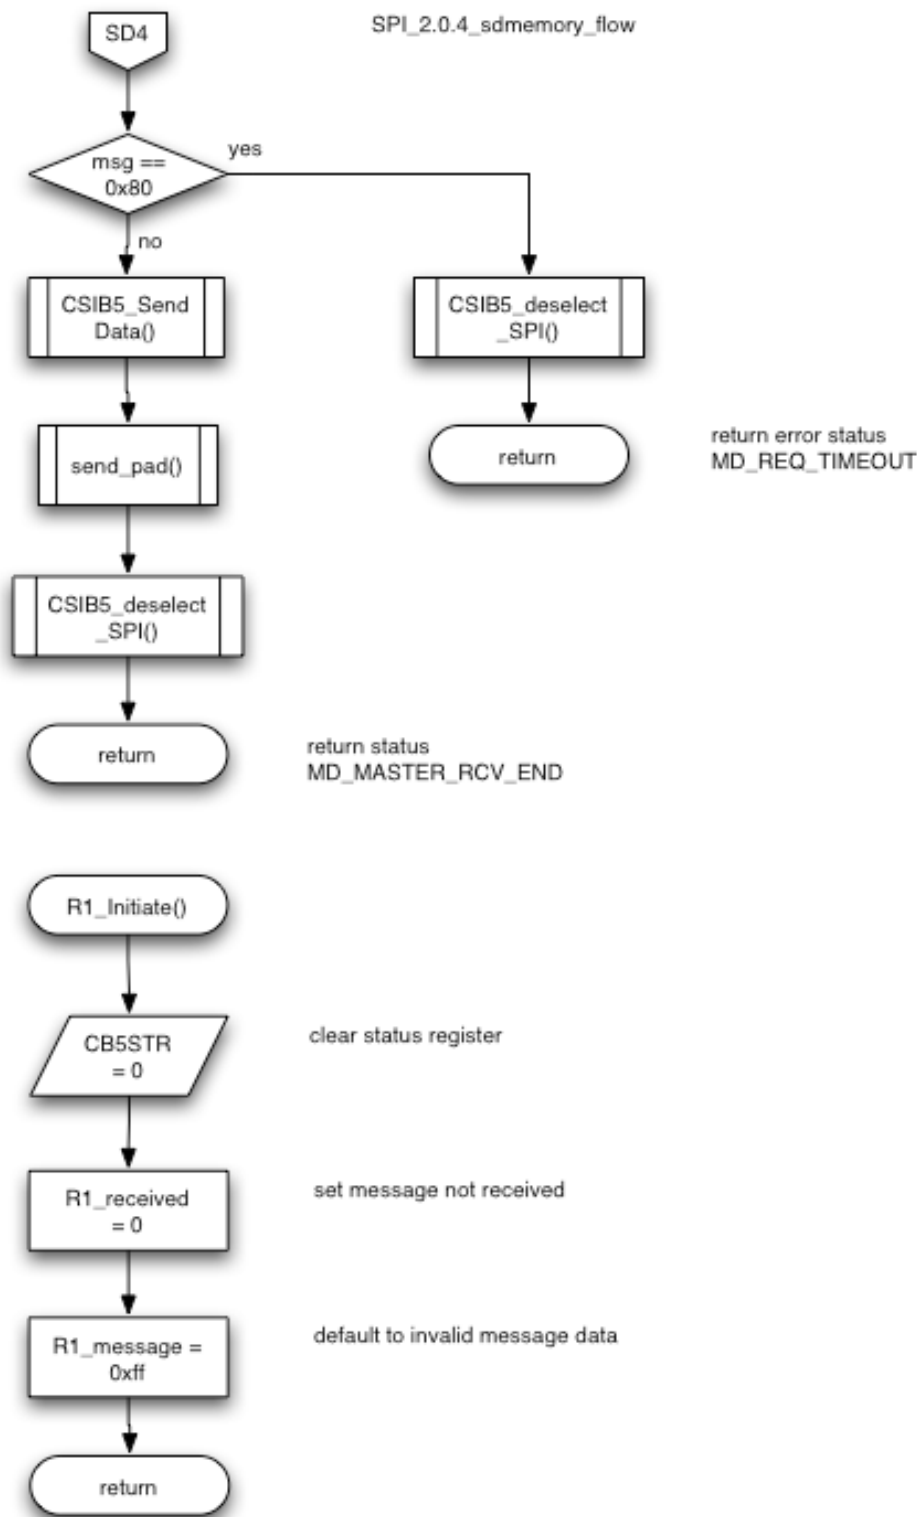 SD4
SPI_2.0.4_sdmemory_flow
msg ==
0x80
yes
no
CSIB5_Send
Data()
CSIB5_deselect
_SPI()
send_pad()
return
return error status
MD_REQ_TIMEOUT
CSIB5_deselect
_SPI()
return
return status
MD_MASTER_RCV_END
R1_Initiate()
CB5STR
= 0
clear status register
R1_received
= 0
set message not received
R1_message =
0xff
default to invalid message data
return